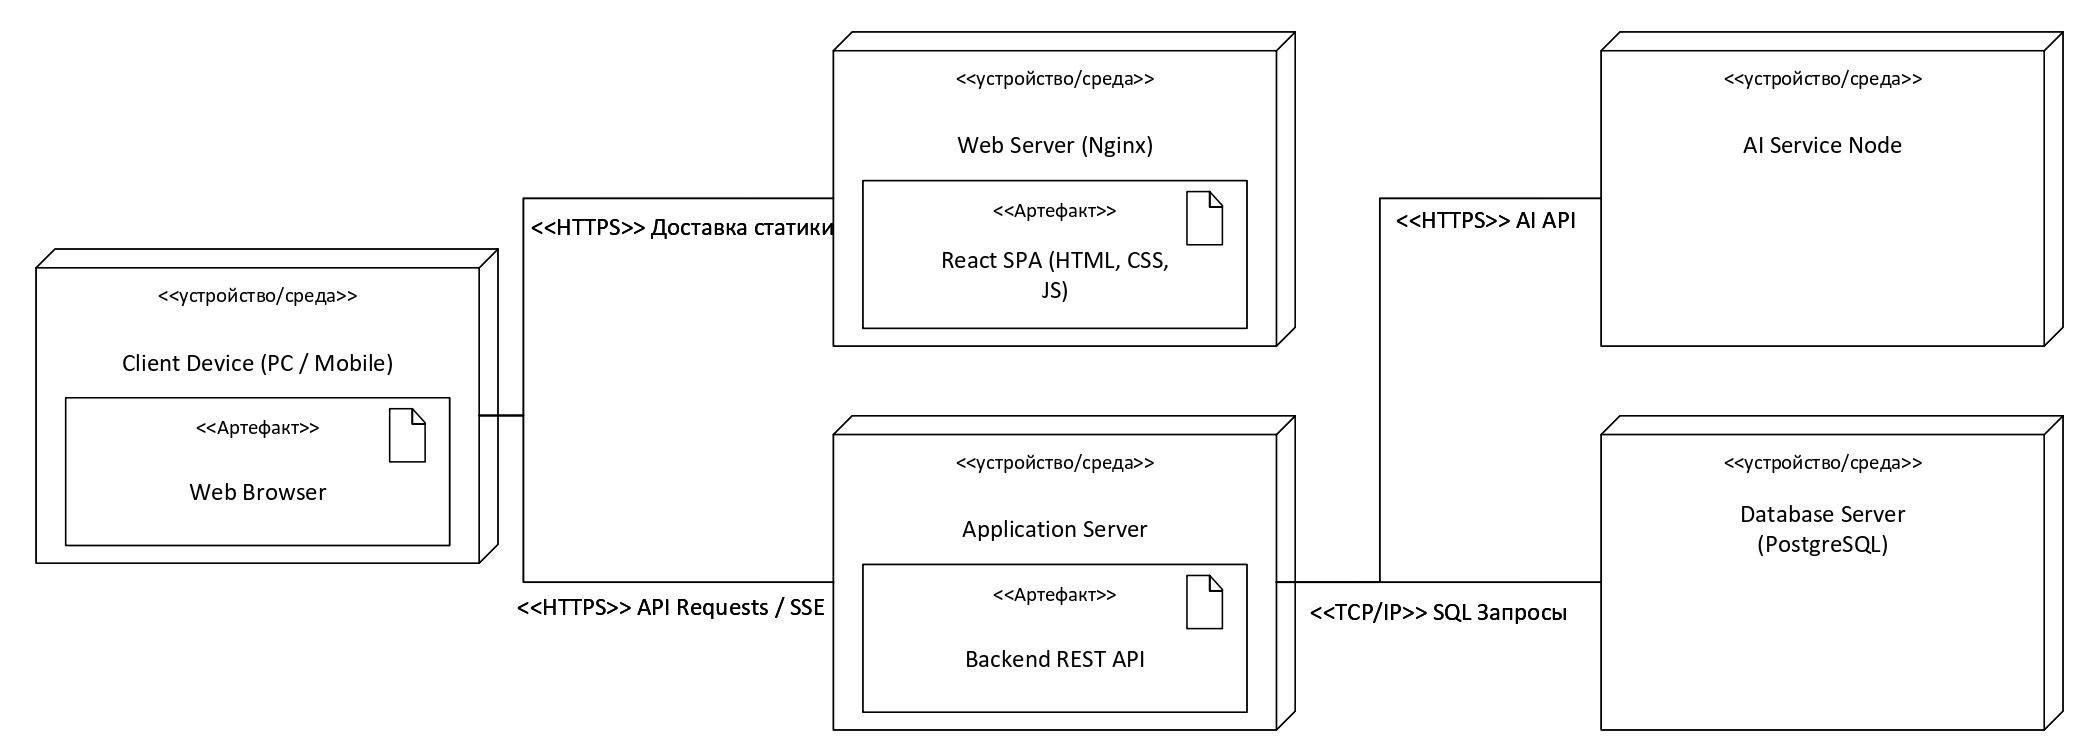 <<устройство/среда>>
Client Device (PC / Mobile)
<<Артефакт>>
Web Browser
<<HTTPS>> Доставка статики
<<HTTPS>> API Requests / SSE
<<устройство/среда>>
Web Server (Nginx)
<<Артефакт>>
React SPA (HTML, CSS,
JS)
<<устройство/среда>>
Application Server
<<Артефакт>>
Backend REST API
<<HTTPS>> AI API
<<TCP/IP>> SQL Запросы
<<устройство/среда>>
AI Service Node
<<устройство/среда>>
Database Server
(PostgreSQL)